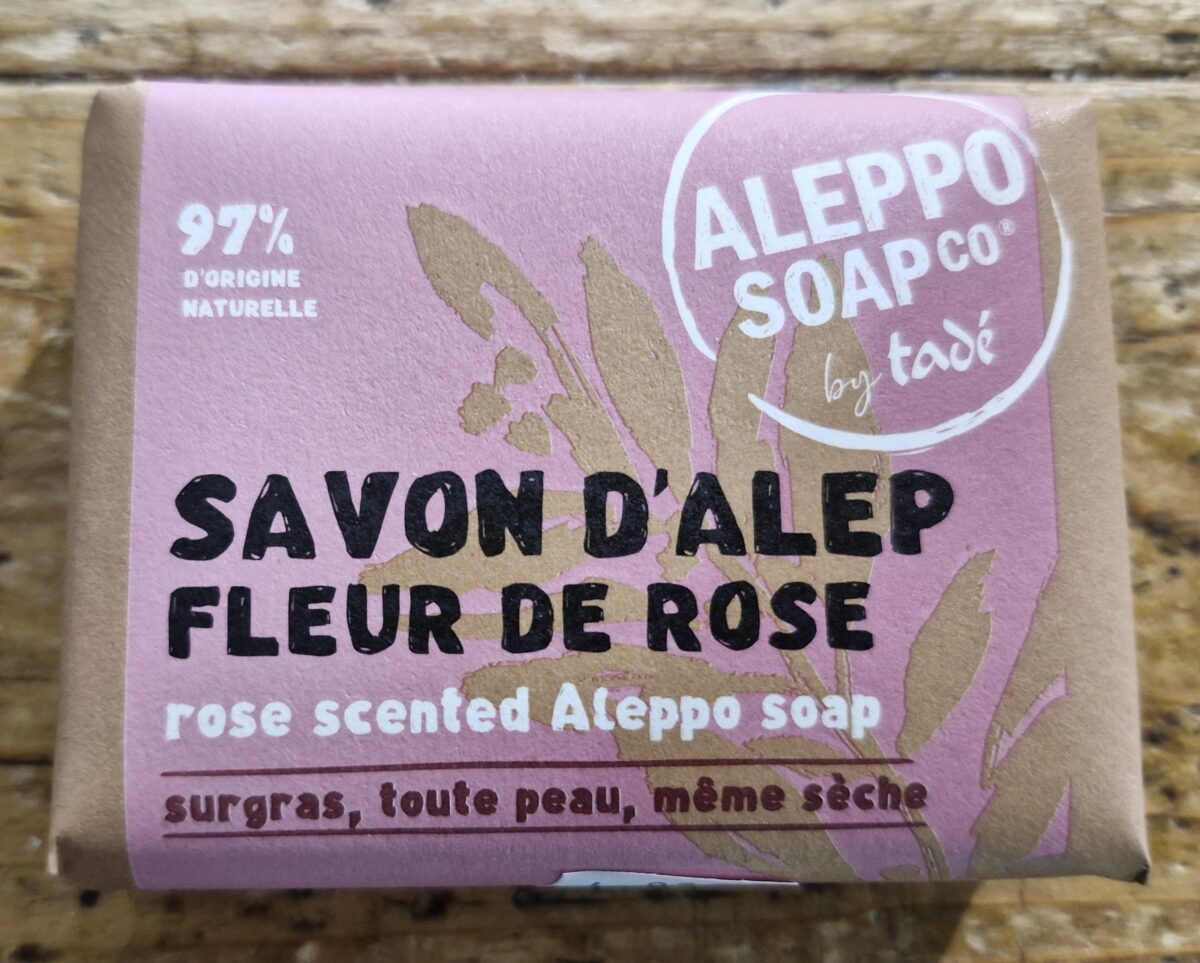 ALEPPO
SOAP CO®
by tadé
97%
D'ORIGINE
NATURELLE
SAVON D'ALEP
FLEUR DE ROSE
rose scented Aleppo soap
surgras, toute peau, même sèche